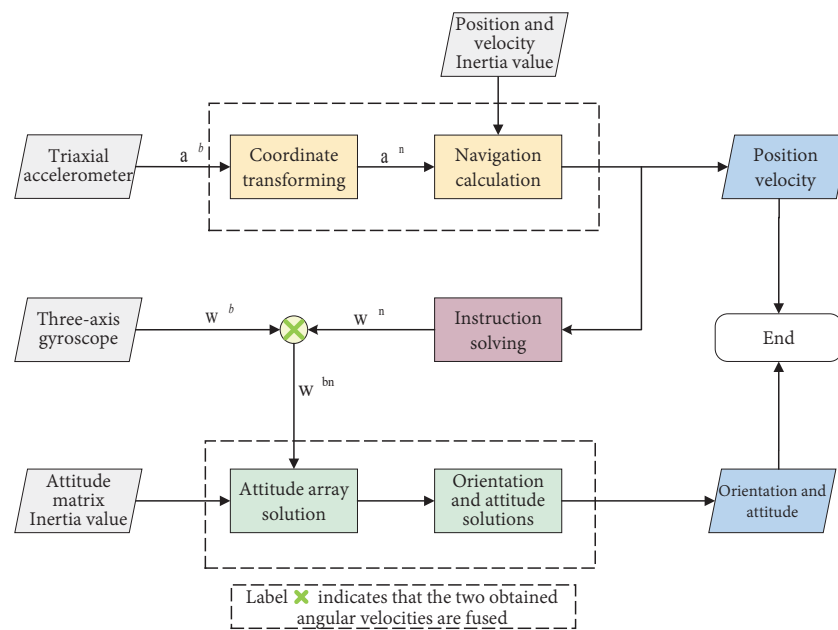 Position and
velocity
Inertia value
Triaxial
accelerometer
a b
Coordinate
transforming
a n
Navigation
calculation
Position
velocity
Three-axis
gyroscope
w b
w n
Instruction
solving
End
w bn
Attitude
matrix
Inertia value
Attitude array
solution
Orientation
and attitude
solutions
Orientation and
attitude
Label × indicates that the two obtained
angular velocities are fused